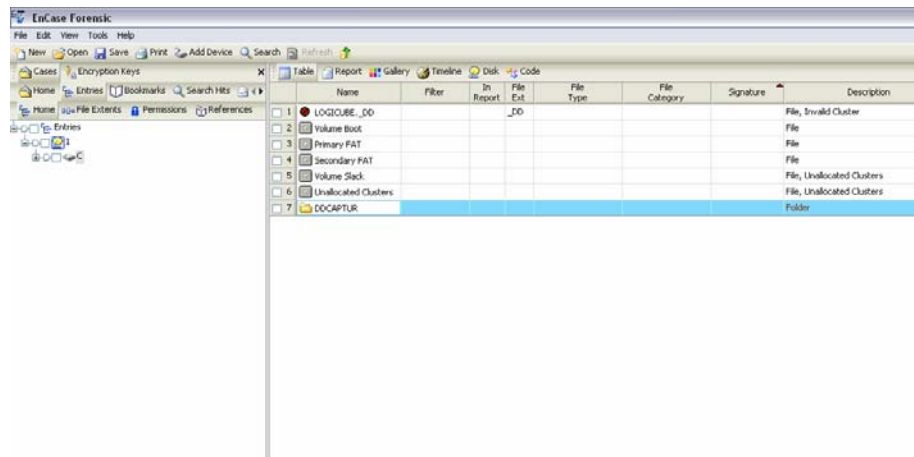 EnCase Forensic
File Edit View Tools Help
New Open Save Print Add Device Search Refresh
Cases Encryption Keys
Table Report Gallery Timeline Disk Code
Home Entries Bookmarks Search Hits
Home File Extents Permissions References
Entries
1
C
Name Filter In Report File Ext File Type File Category Signature Description
1 LOGICUBE._DD _DD File, Invalid Cluster
2 Volume Boot File
3 Primary FAT File
4 Secondary FAT File
5 Volume Slack File, Unallocated Clusters
6 Unallocated Clusters File, Unallocated Clusters
7 DDCAPTUR Folder